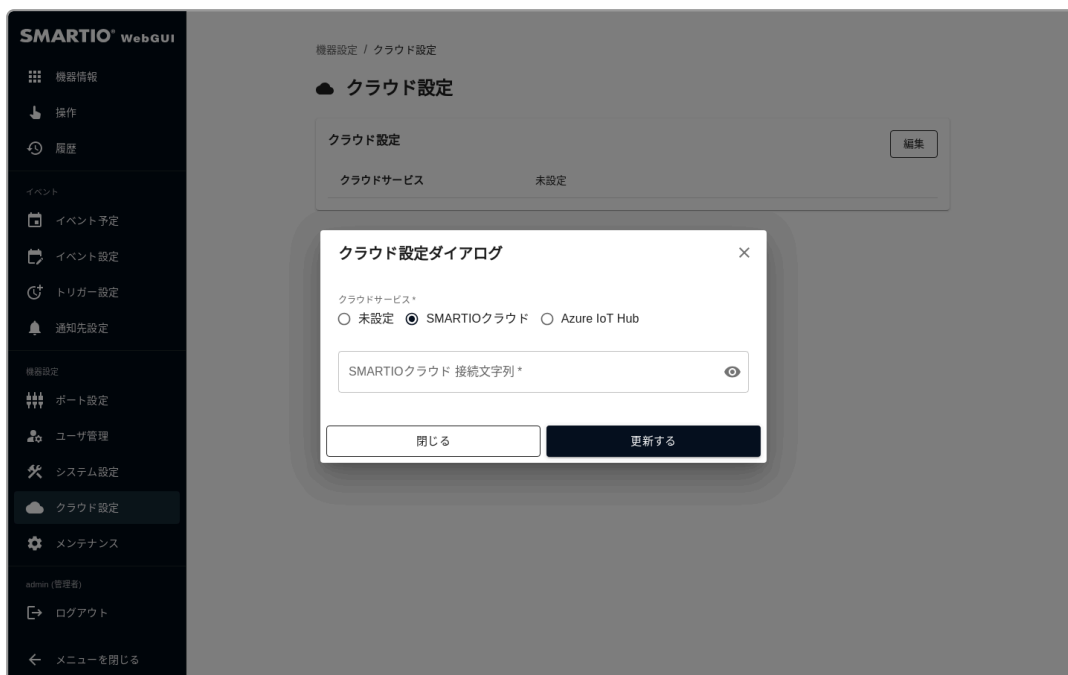 SMARTIO° WebGUI
機器情報
操作
履歴
イベント
イベント予定
イベント設定
トリガー設定
通知先設定
機器設定
ポート設定
ユーザ管理
システム設定
クラウド設定
メンテナンス
admin (管理者)
ログアウト
メニューを閉じる
機器設定 / クラウド設定
クラウド設定
クラウド設定
編集
クラウドサービス 未設定
クラウド設定ダイアログ
クラウドサービス *
未設定 SMARTIOクラウド Azure IoT Hub
SMARTIOクラウド 接続文字列 *
閉じる 更新する